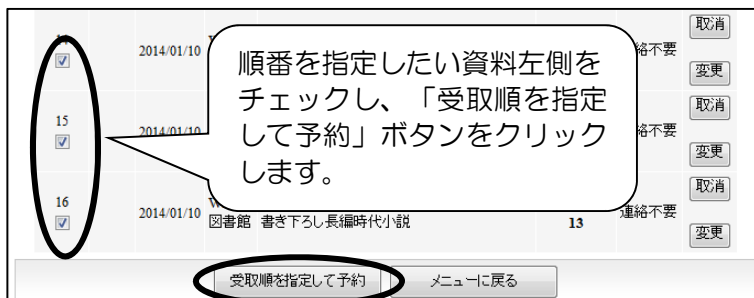 取消
2014/01/10
絡不要
変更
順番を指定したい資料左側を
チェックし、「受取順を指定
して予約」ボタンをクリック
します。
15
2014/01/10
取消
絡不要
変更
16
2014/01/10
図書館 書き下ろし長編時代小説
13
連絡不要
取消
変更
受取順を指定して予約
メニューに戻る